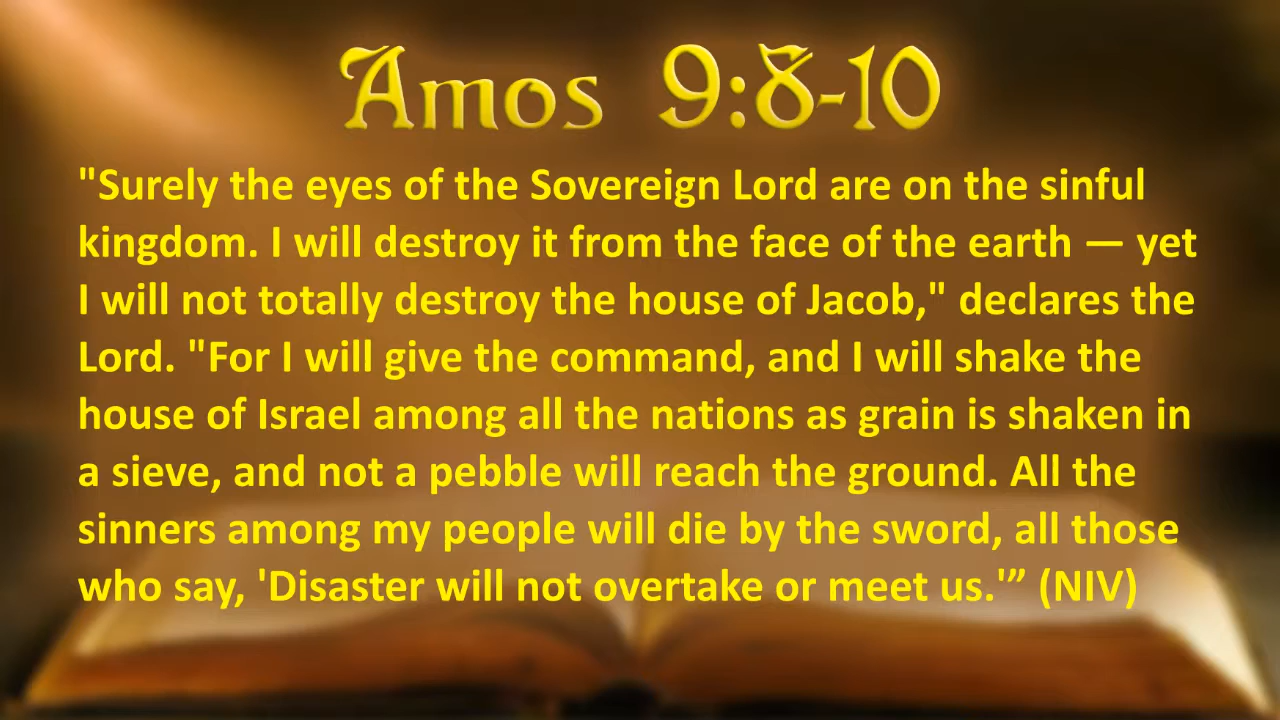 Amos 9:8-10
"Surely the eyes of the Sovereign Lord are on the sinful
kingdom. I will destroy it from the face of the earth — yet
I will not totally destroy the house of Jacob," declares the
Lord. "For I will give the command, and I will shake the
house of Israel among all the nations as grain is shaken in
a sieve, and not a pebble will reach the ground. All the
sinners among my people will die by the sword, all those
who say, 'Disaster will not overtake or meet us.'” (NIV)